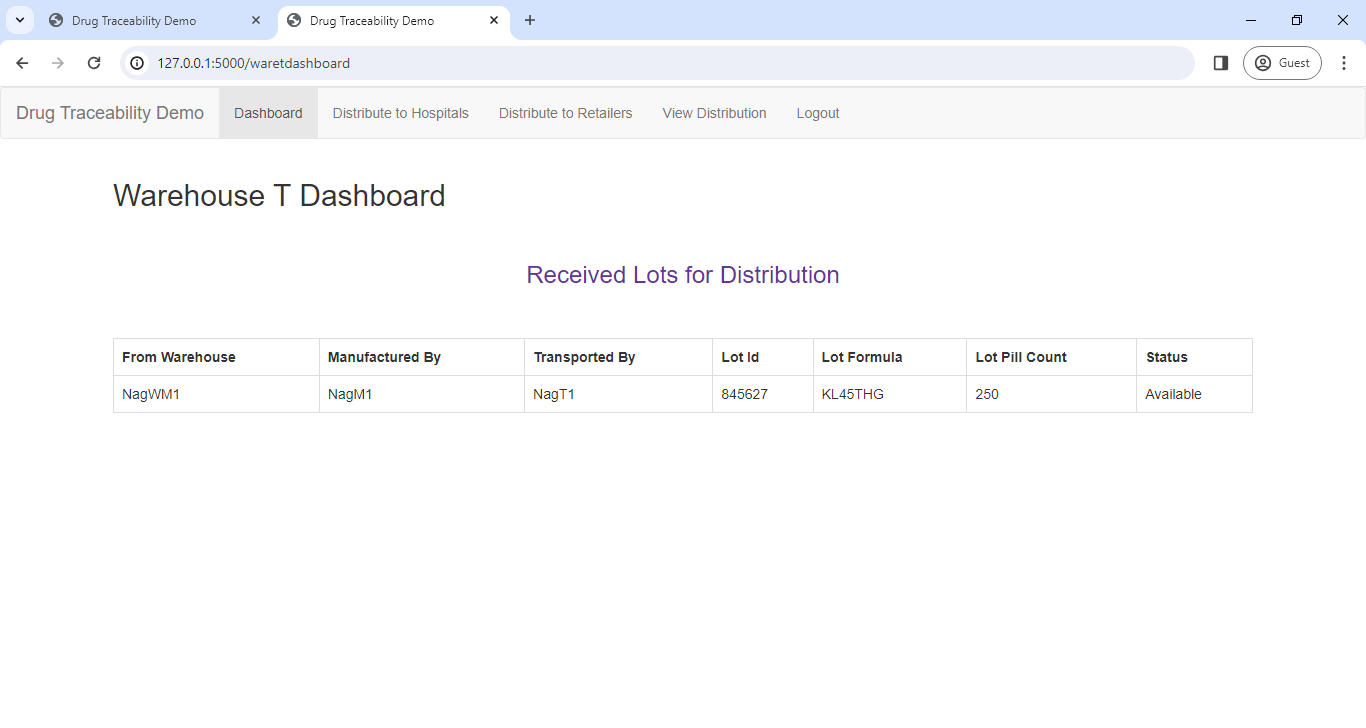 Drug Traceability Demo
Drug Traceability Demo
127.0.0.1:5000/waretdashboard
Guest
Drug Traceability Demo
Dashboard
Distribute to Hospitals
Distribute to Retailers
View Distribution
Logout
Warehouse T Dashboard
Received Lots for Distribution
From Warehouse Manufactured By Transported By Lot Id Lot Formula Lot Pill Count Status
NagWM1 NagM1 NagT1 845627 KL45THG 250 Available